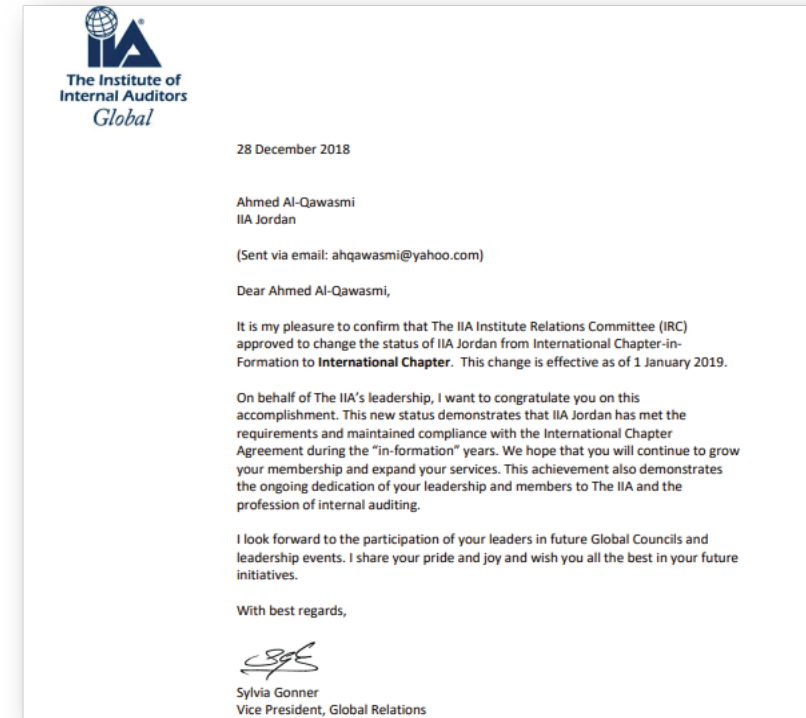 IIA
The Institute of
Internal Auditors
Global
28 December 2018
Ahmed Al-Qawasmi
IIA Jordan
(Sent via email: ahqawasmi@yahoo.com)
Dear Ahmed Al-Qawasmi,
It is my pleasure to confirm that The IIA Institute Relations Committee (IRC)
approved to change the status of IIA Jordan from International Chapter-in-
Formation to International Chapter.  This change is effective as of 1 January 2019.
On behalf of The IIA’s leadership, I want to congratulate you on this
accomplishment. This new status demonstrates that IIA Jordan has met the
requirements and maintained compliance with the International Chapter
Agreement during the “in-formation” years. We hope that you will continue to grow
your membership and expand your services. This achievement also demonstrates
the ongoing dedication of your leadership and members to The IIA and the
profession of internal auditing.
I look forward to the participation of your leaders in future Global Councils and
leadership events. I share your pride and joy and wish you all the best in your future
initiatives.
With best regards,
Sylvia Gonner
Vice President, Global Relations